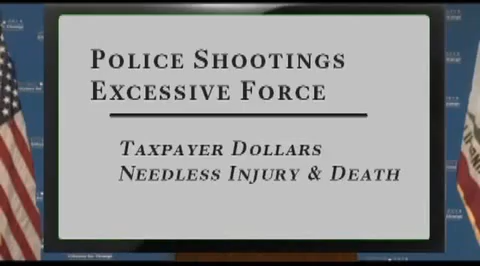 POLICE SHOOTINGS
EXCESSIVE FORCE
TAXPAYER DOLLARS
NEEDLESS INJURY & DEATH